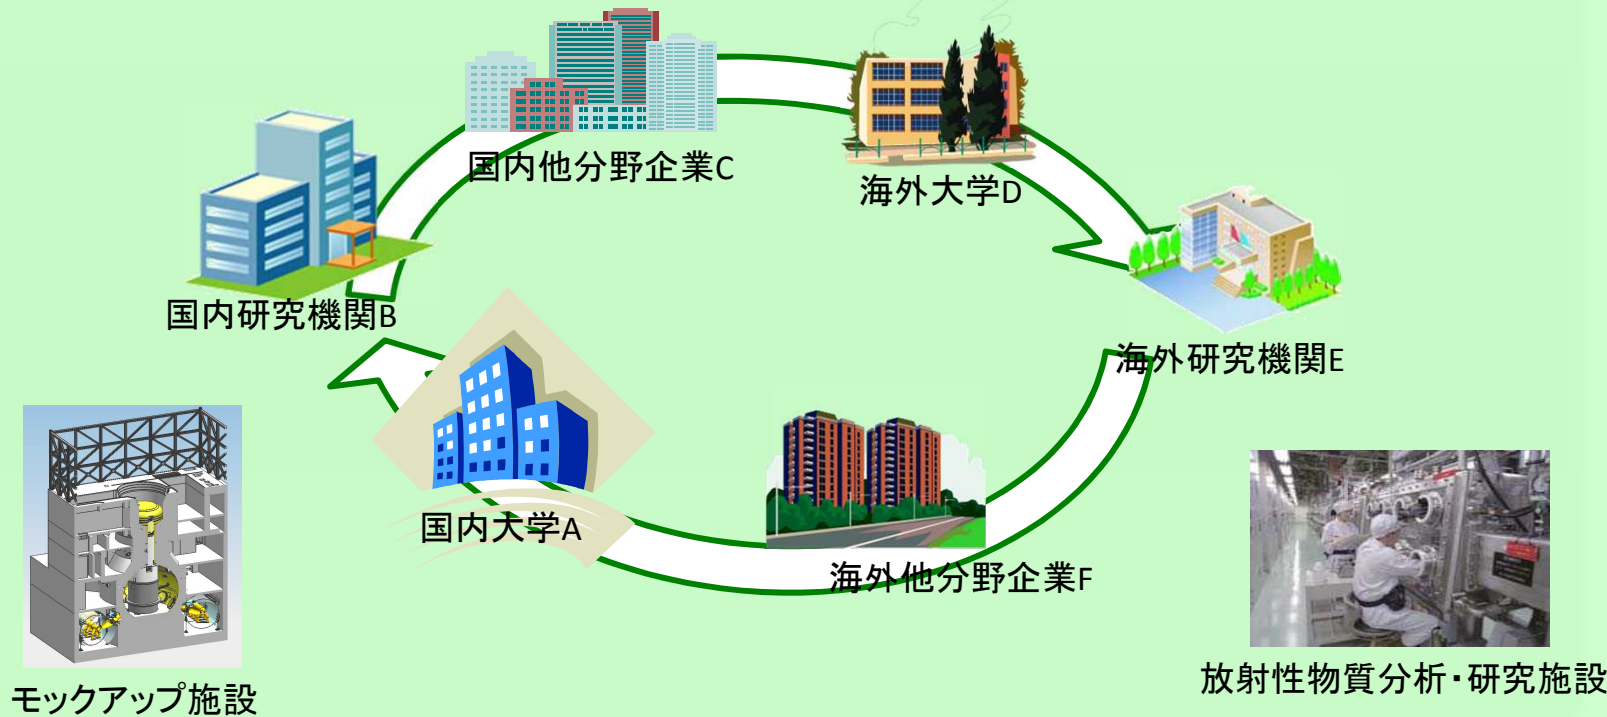 国内他分野企業C
海外大学D
国内研究機関B
海外研究機関E
国内大学A
海外他分野企業F
モックアップ施設
放射性物質分析・研究施設